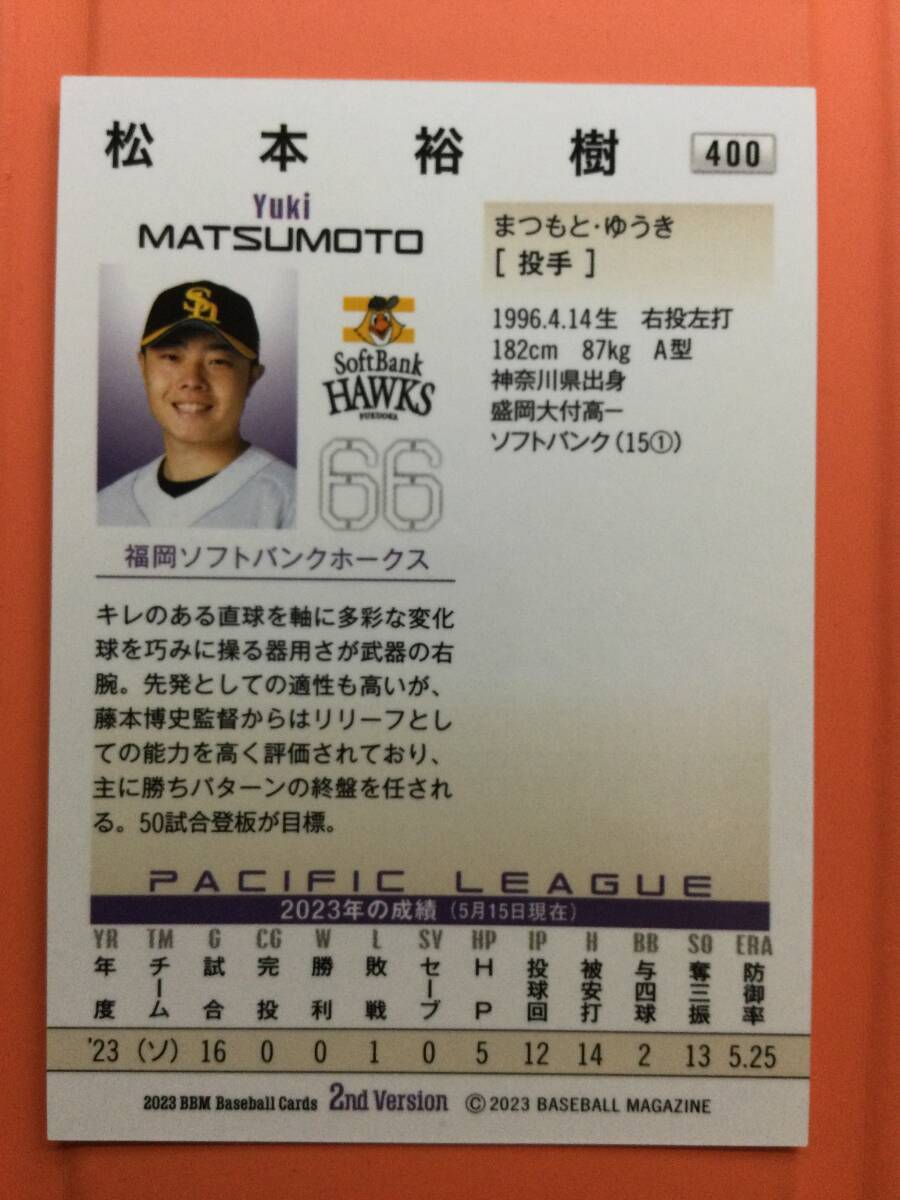 松本裕樹
400
Yuki
MATSUMOTO
まつもと・ゆうき
[ 投手 ]
SH
SoftBank
HAWKS
FUKUOKA
66
1996.4.14生 右投左打
182cm 87kg A型
神奈川県出身
盛岡大付高ー
ソフトバンク(15①)
福岡ソフトバンクホークス
キレのある直球を軸に多彩な変化
球を巧みに操る器用さが武器の右
腕。先発としての適性も高いが、
藤本博史監督からはリリーフとし
ての能力を高く評価されており、
主に勝ちパターンの終盤を任され
る。50試合登板が目標。
PACIFIC LEAGUE
2023年の成績(5月15日現在)
YR TM G CG W L SV HP IP H BB SO ERA
年度 チーム 試合 完投 勝利 敗戦 セーブ HP 投球回 被安打 与四球 奪三振 防御率
'23 (ソ) 16 0 0 1 0 5 12 14 2 13 5.25
2023 BBM Baseball Cards 2nd Version ©2023 BASEBALL MAGAZINE